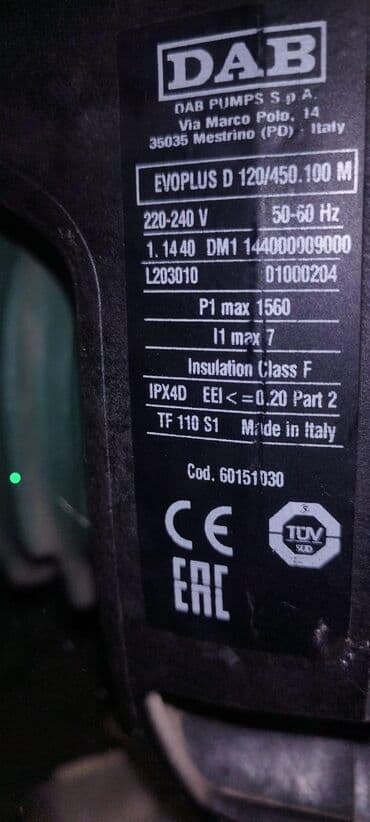 DAB
DAB PUMPS S.p.A.
Via Marco Polo, 14
35035 Mestrino (PD) - Italy
EVOPLUS D 120/450.100 M
220-240 V 50-60 Hz
1.1440 DM1 144000009000
L203010 01000204
P1 max 1560
I1 max 7
Insulation Class F
IPX4D EEI <=0.20 Part 2
TF 110 S1 Made in Italy
Cod. 60151030
CE
TÜV
SÜD
EAC